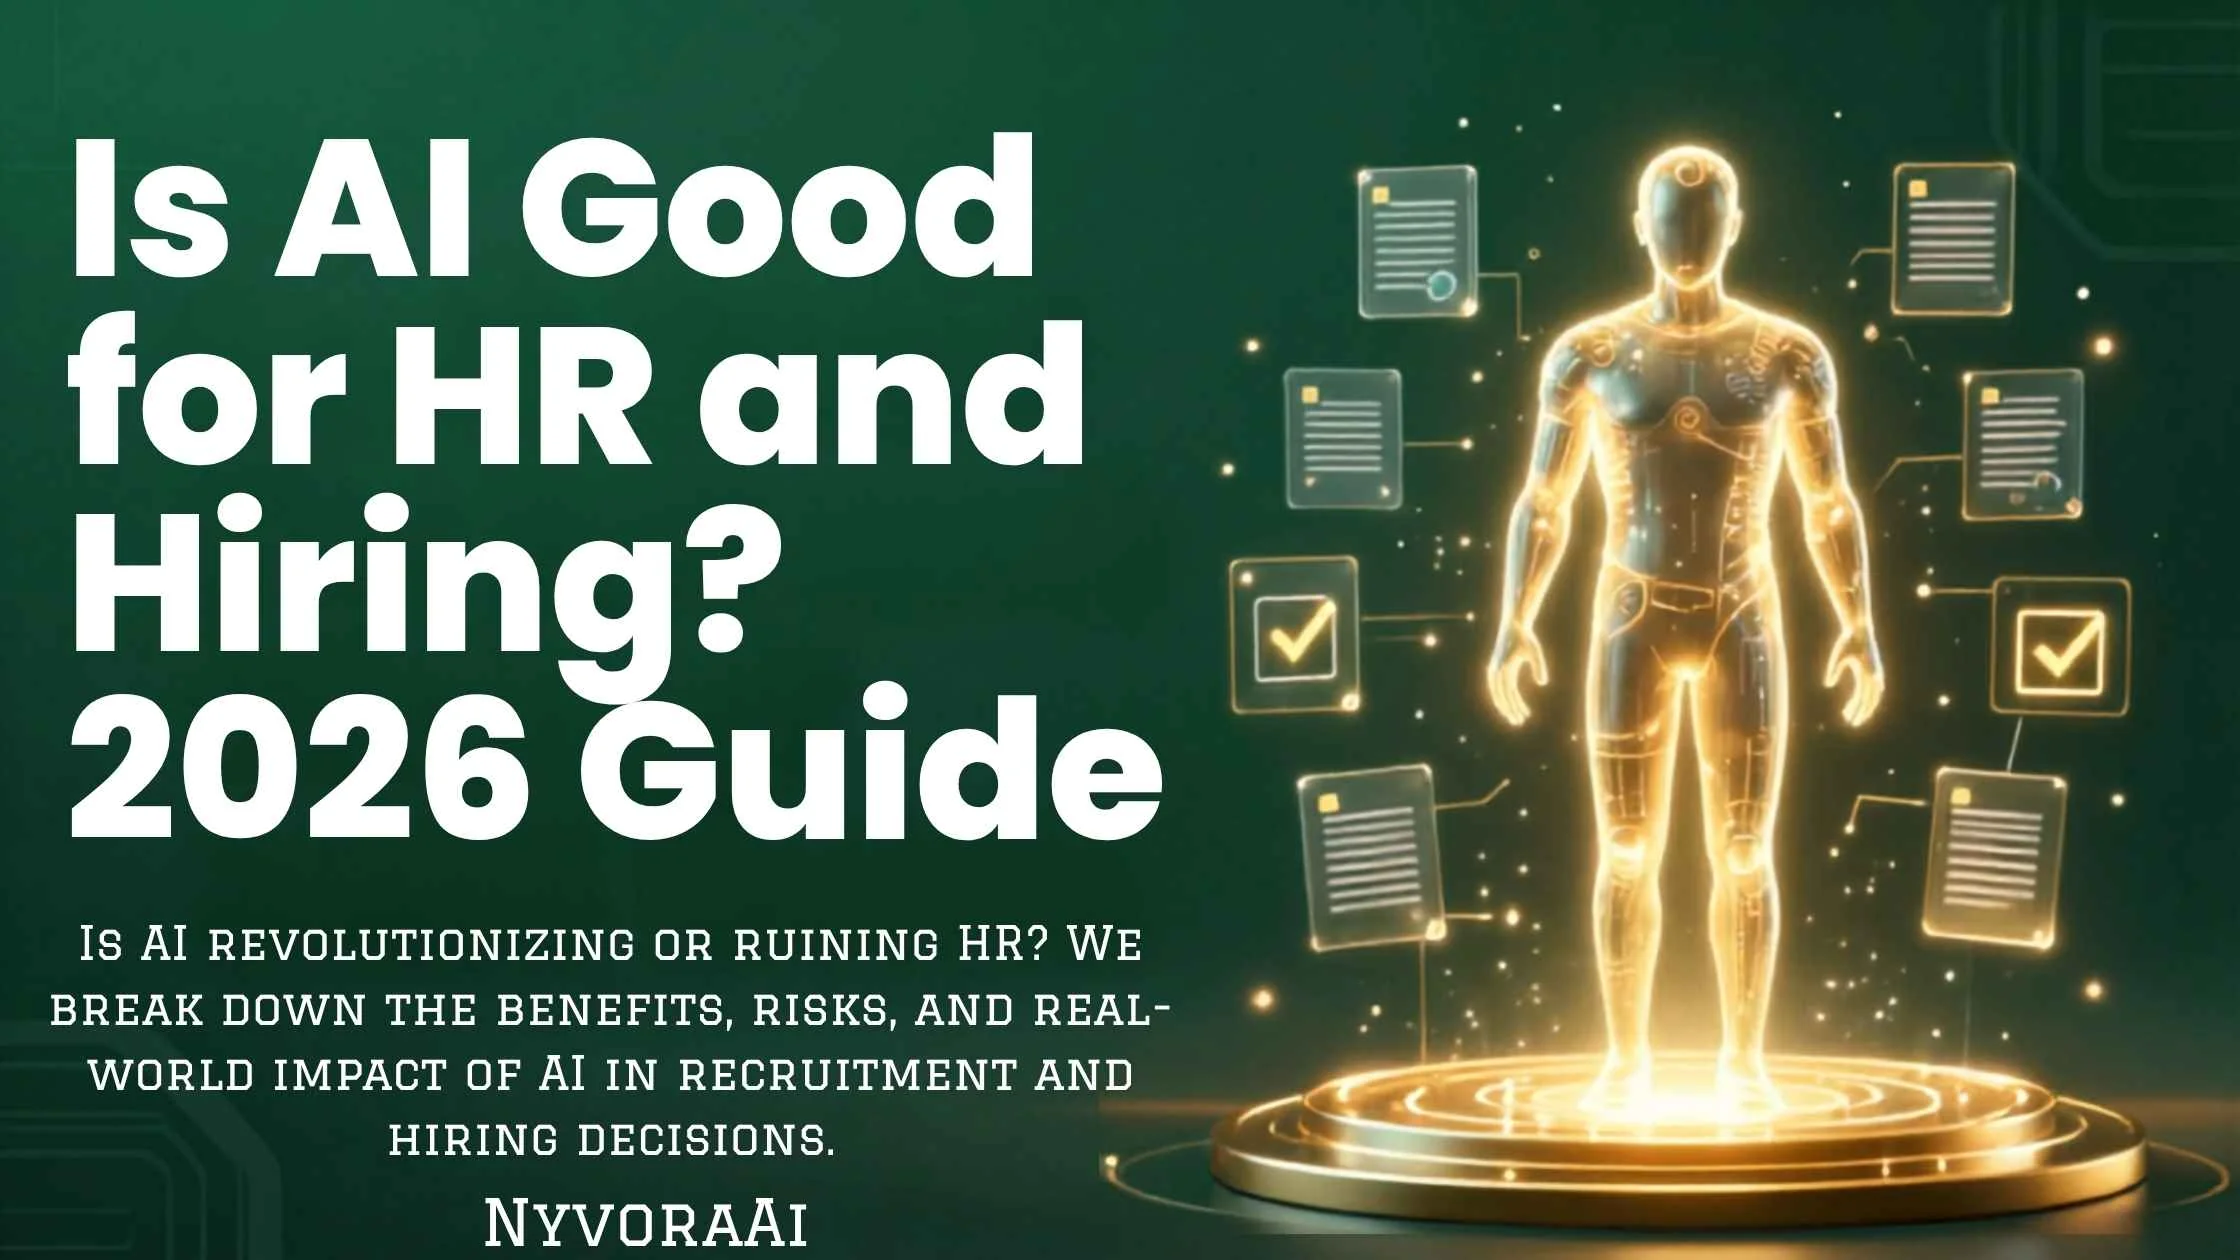 Is AI Good
for HR and
Hiring?
2026 Guide
Is AI revolutionizing or ruining HR? We
break down the benefits, risks, and real-
world impact of AI in recruitment and
hiring decisions.
NyvoraAi